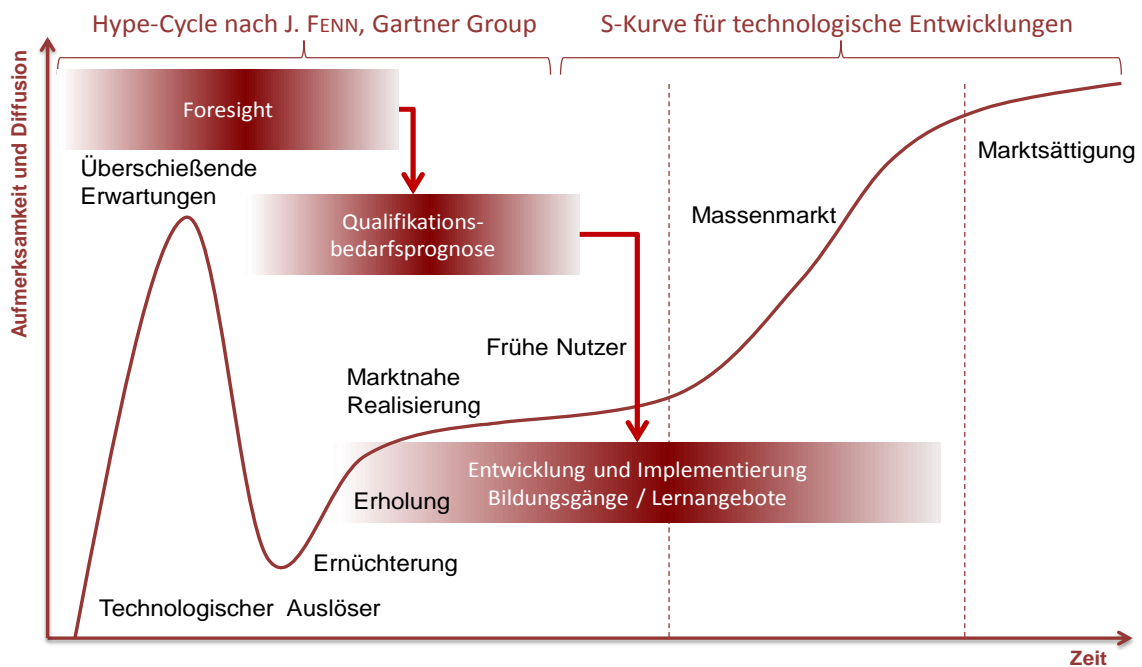 Hype-Cycle nach J. FENN, Gartner Group
S-Kurve für technologische Entwicklungen
Aufmerksamkeit und Diffusion
Foresight
Überschießende
Erwartungen
Marktsättigung
Qualifikations-
bedarfsprognose
Massenmarkt
Frühe Nutzer
Marktnahe
Realisierung
Entwicklung und Implementierung
Bildungsgänge / Lernangebote
Erholung
Ernüchterung
Technologischer Auslöser
Zeit